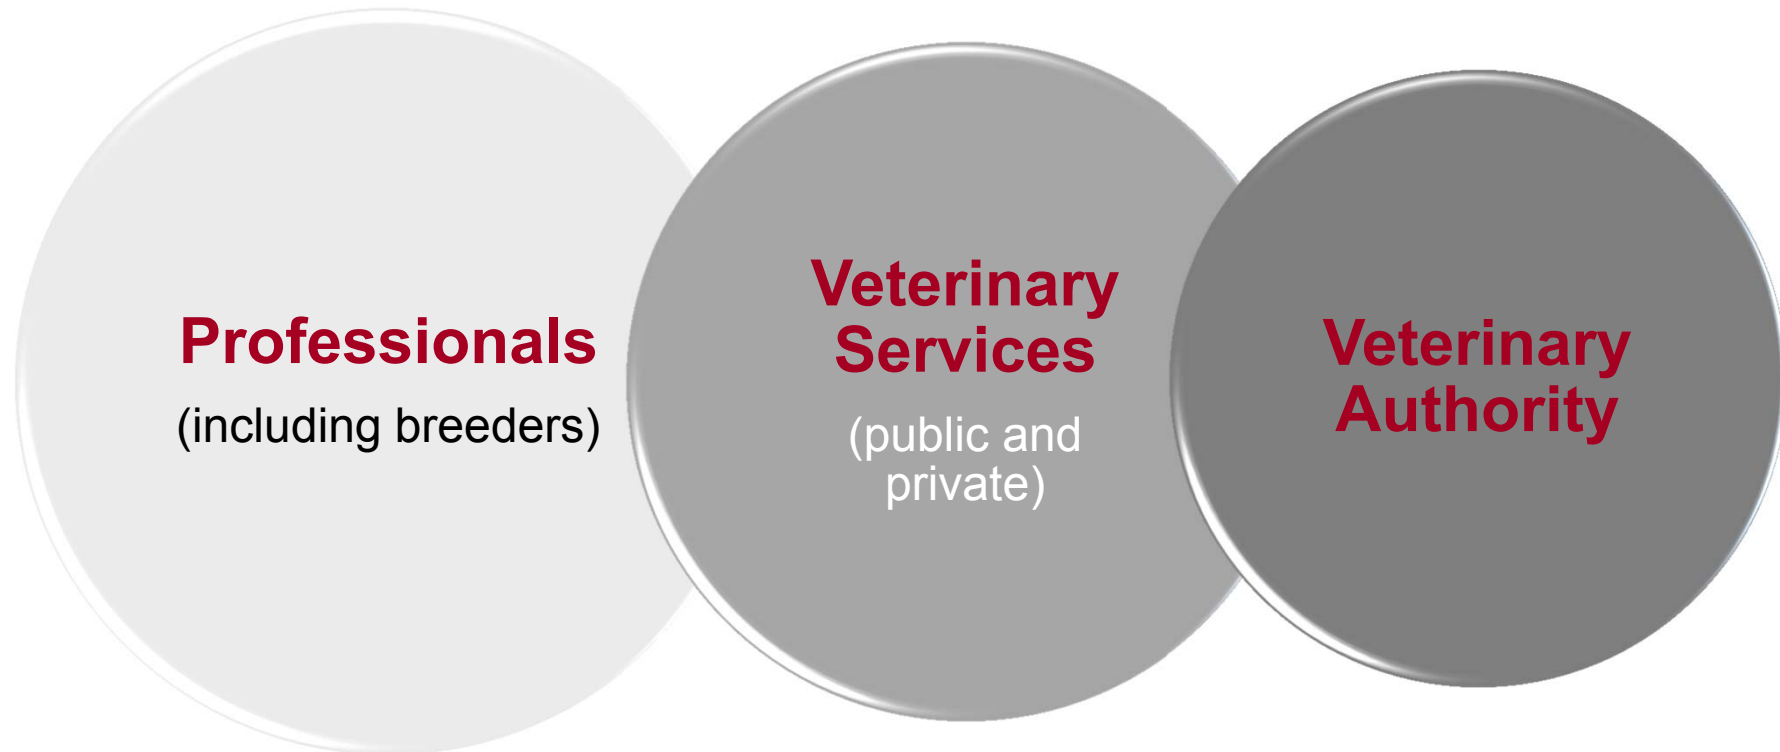 Professionals
(including breeders)
Veterinary
Services
(public and
private)
Veterinary
Authority